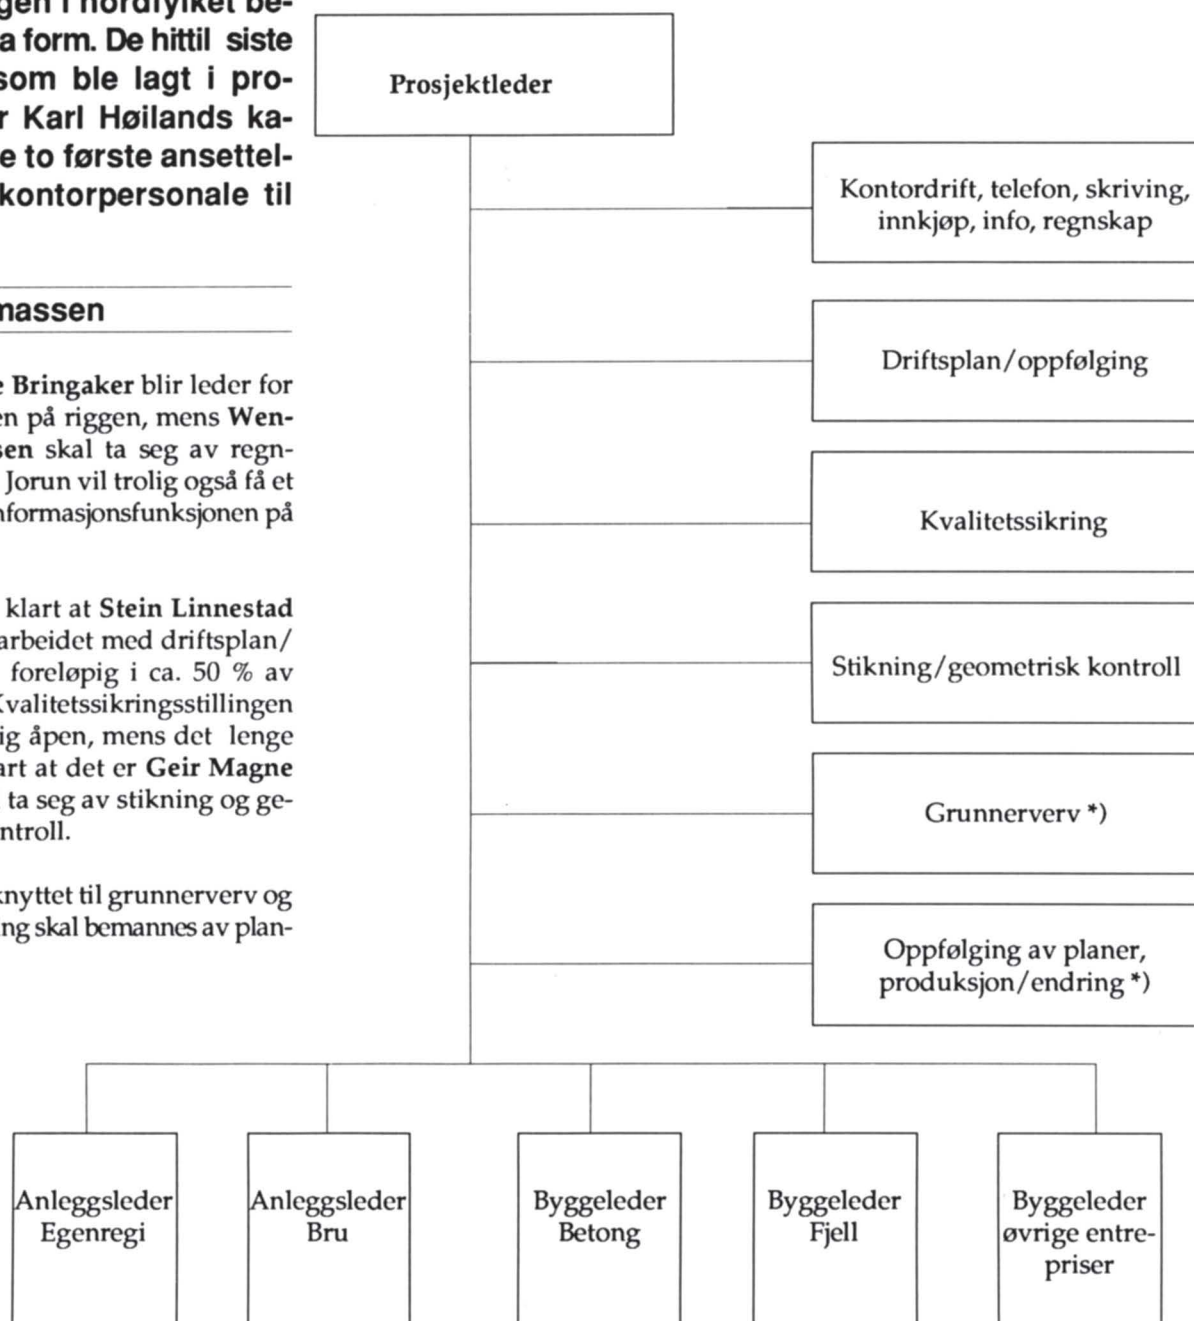 gen i nordfylket be-
a form. De hittil siste
som ble lagt i pro-
r Karl Høilands ka-
e to første ansettel-
kontorpersonale til
massen
e Bringaker blir leder for
en på riggen, mens Wen-
sen skal ta seg av regn-
Jorun vil trolig også få et
nformasjonsfunksjonen på
klart at Stein Linnestad
arbeidet med driftsplan/
foreløpig i ca. 50 % av
Kvalitetssikringsstillingen
ig åpen, mens det lenge
art at det er Geir Magne
ta seg av stikning og ge-
ntroll.
knyttet til grunnerverv og
ng skal bemannes av plan-
Prosjektleder
Kontordrift, telefon, skriving,
innkjøp, info, regnskap
Driftsplan/oppfølging
Kvalitetssikring
Stikning/geometrisk kontroll
Grunnerverv *)
Oppfølging av planer,
produksjon/endring *)
Anleggsleder
Egenregi
Anleggsleder
Bru
Byggeleder
Betong
Byggeleder
Fjell
Byggeleder
øvrige entre-
priser